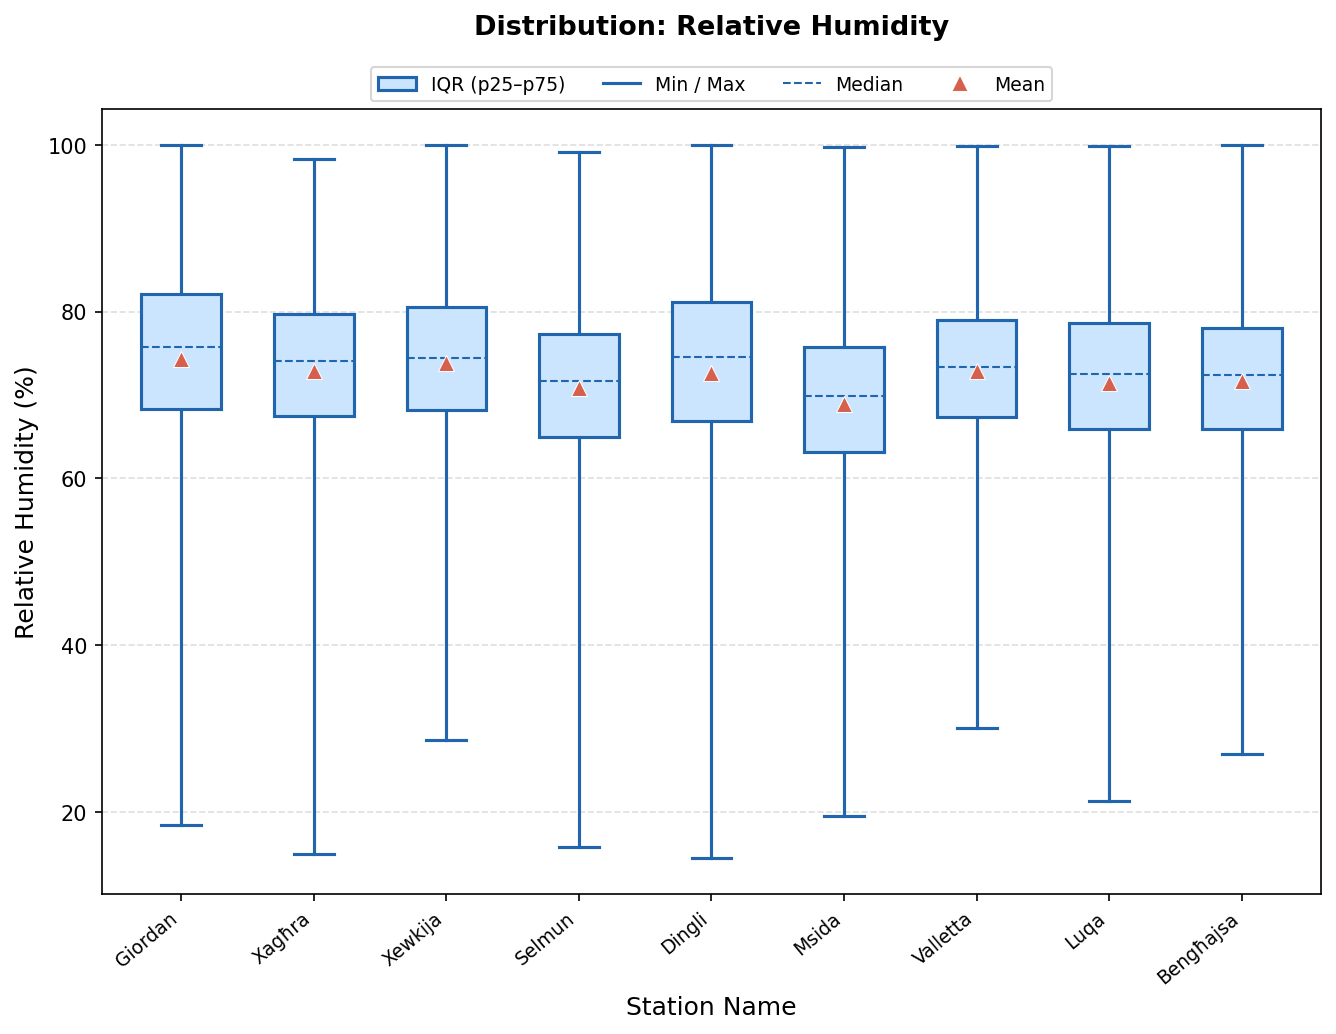 Distribution: Relative Humidity
IQR (p25–p75)
Min / Max
Median
Mean
Relative Humidity (%)
100
80
60
40
20
Giordan
Xagħra
Xewkija
Selmun
Dingli
Msida
Valletta
Luqa
Bengħajsa
Station Name